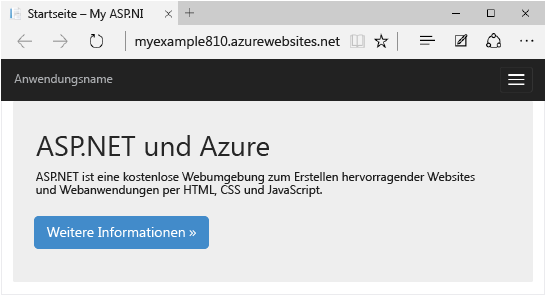 Startseite – My ASP.NI
myexample810.azurewebsites.net
Anwendungsname
ASP.NET und Azure
ASP.NET ist eine kostenlose Webumgebung zum Erstellen hervorragender Websites
und Webanwendungen per HTML, CSS und JavaScript.
Weitere Informationen »